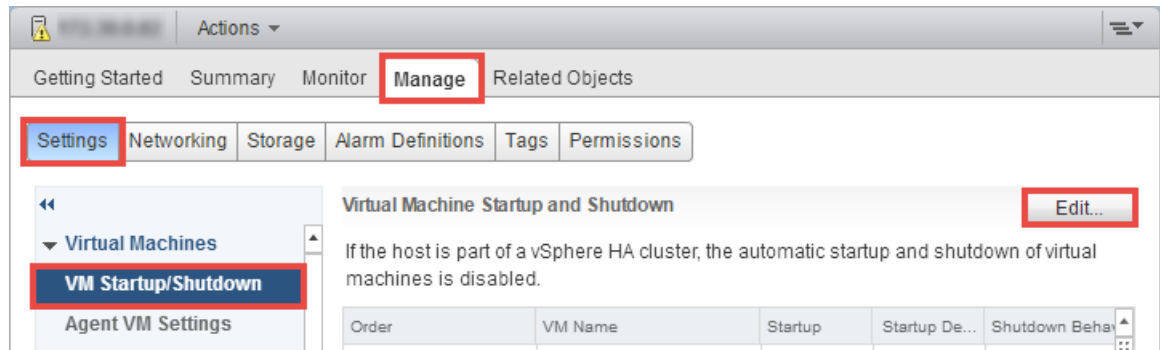 Actions
Getting Started Summary Monitor Manage Related Objects
Settings Networking Storage Alarm Definitions Tags Permissions
Virtual Machine Startup and Shutdown Edit...
Virtual Machines
If the host is part of a vSphere HA cluster, the automatic startup and shutdown of virtual
VM Startup/Shutdown machines is disabled.
Agent VM Settings Order VM Name Startup Startup De... Shutdown Behav